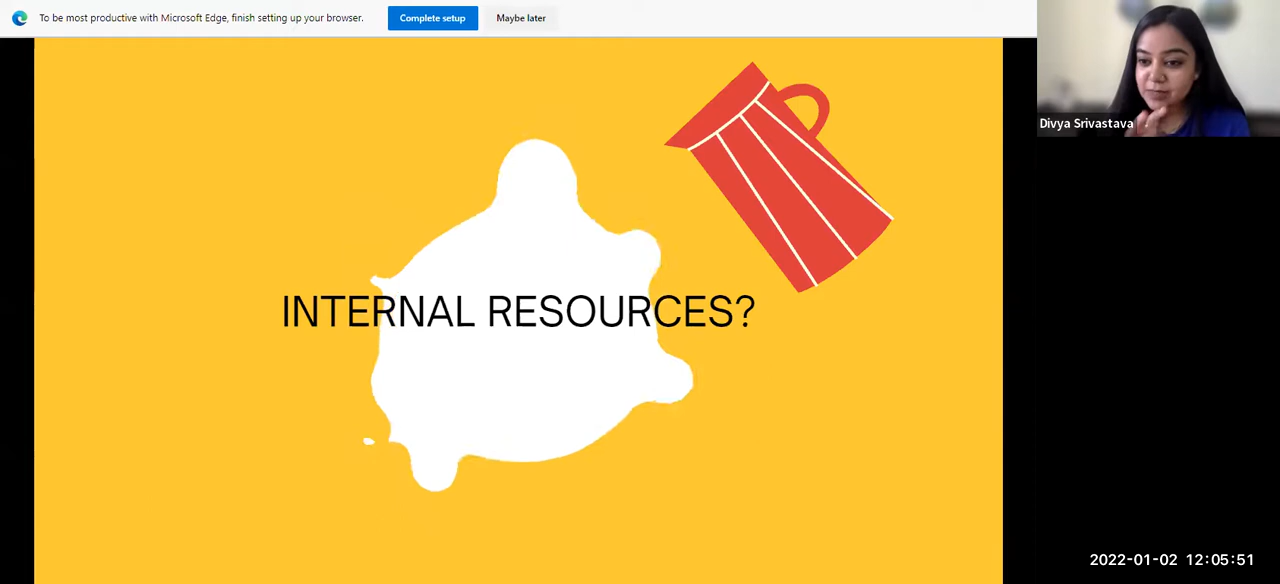 To be most productive with Microsoft Edge, finish setting up your browser.
Complete setup
Maybe later
Divya Srivastava
INTERNAL RESOURCES?
2022-01-02 12:05:51